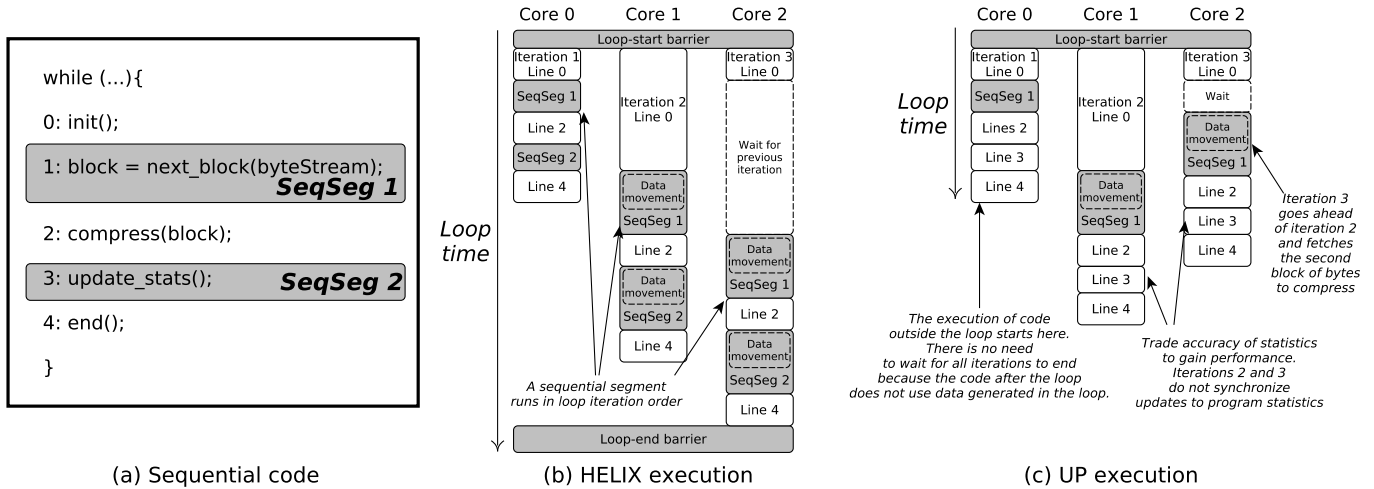 while (...){
0: init();
1: block = next_block(byteStream);
SeqSeg 1
2: compress(block);
3: update_stats();
SeqSeg 2
4: end();
}
(a) Sequential code
Core 0
Core 1
Core 2
Loop-start barrier
Loop
time
Iteration 1
Line 0
SeqSeg 1
Line 2
SeqSeg 2
Line 4
Iteration 2
Line 0
Data
movement
SeqSeg 1
Line 2
Data
movement
SeqSeg 2
Line 4
Iteration 3
Line 0
Wait for
previous
iteration
Data
movement
SeqSeg 1
Line 2
Data
movement
SeqSeg 2
Line 4
A sequential segment
runs in loop iteration order
Loop-end barrier
(b) HELIX execution
Core 0
Core 1
Core 2
Loop-start barrier
Loop
time
Iteration 1
Line 0
SeqSeg 1
Lines 2
Line 3
Line 4
Iteration 2
Line 0
Data
movement
SeqSeg 1
Line 2
Line 3
Line 4
Iteration 3
Line 0
Wait
Data
movement
SeqSeg 1
Line 2
Line 3
Line 4
Iteration 3
goes ahead
of iteration 2
and fetches
the second
block of bytes
to compress
The execution of code
outside the loop starts here.
There is no need
to wait for all iterations to end
because the code after the loop
does not use data generated in the loop.
Trade accuracy of statistics
to gain performance.
Iterations 2 and 3
do not synchronize
updates to program statistics
(c) UP execution